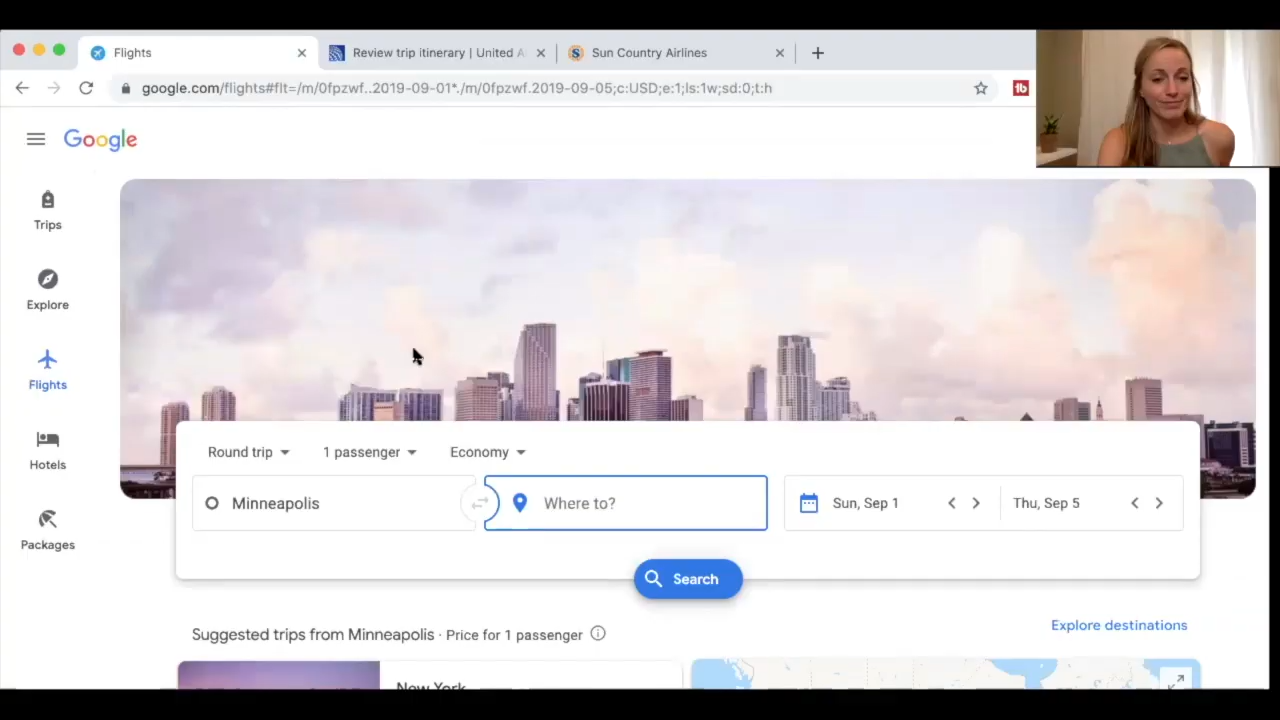 Flights
Review trip itinerary | United A
Sun Country Airlines
google.com/flights#flt=/m/0fpzwf..2019-09-01*./m/0fpzwf.2019-09-05;c:USD;e:1;ls:1w;sd:0;t:h
Google
Trips
Explore
Flights
Hotels
Packages
Round trip
1 passenger
Economy
Minneapolis
Where to?
Sun, Sep 1
Thu, Sep 5
Search
Suggested trips from Minneapolis · Price for 1 passenger
Explore destinations
New York